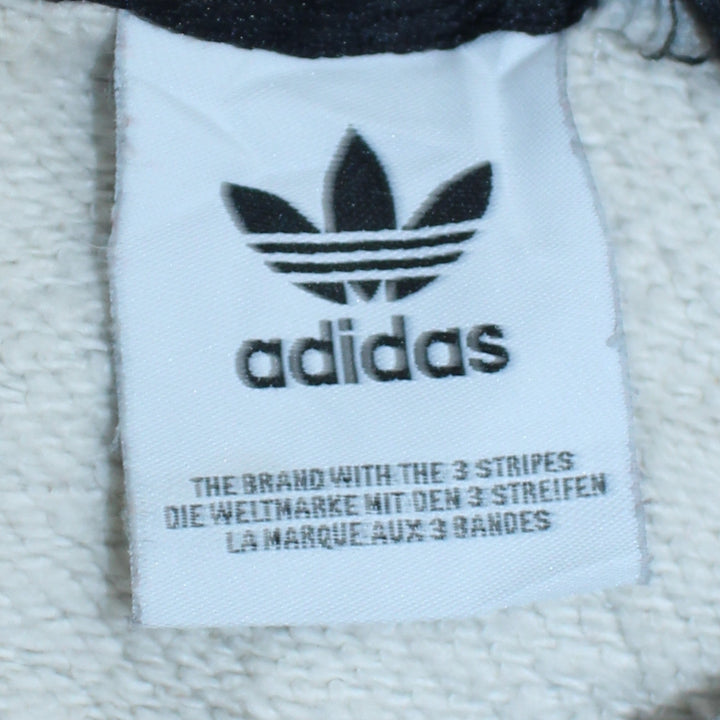 adidas
THE BRAND WITH THE 3 STRIPES
DIE WELTMARKE MIT DEN 3 STREIFEN
LA MARQUE AUX 3 BANDES